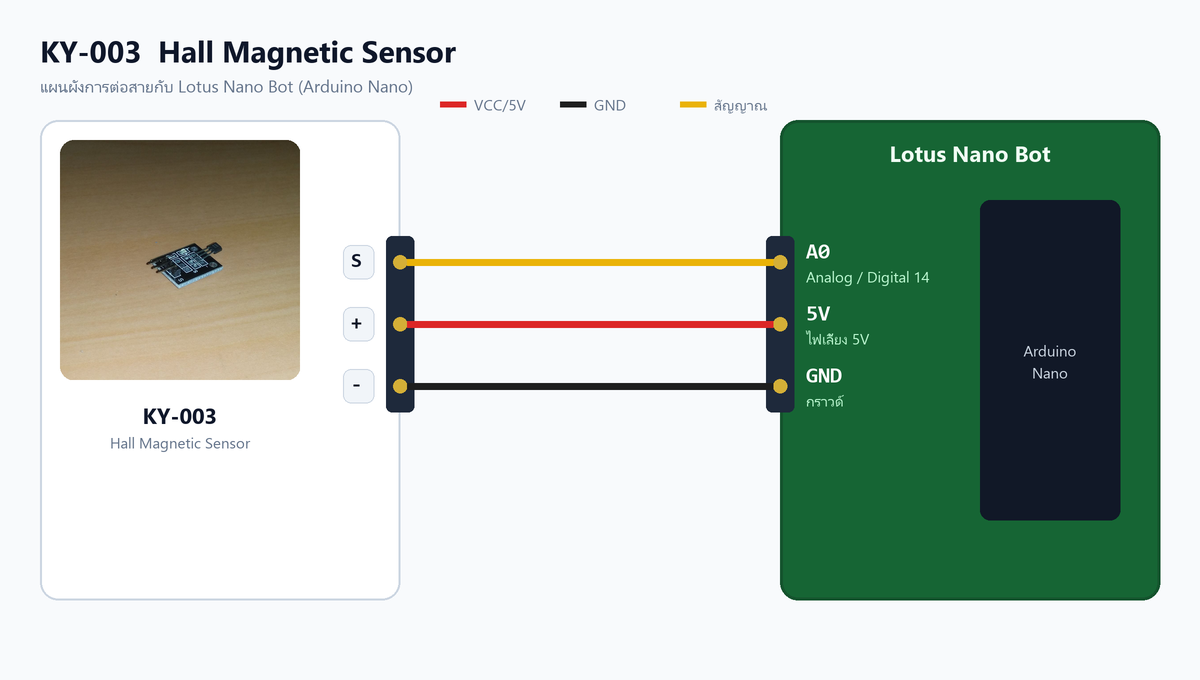 KY-003  Hall Magnetic Sensor
แผนผังการต่อสายกับ Lotus Nano Bot (Arduino Nano)
VCC/5V
GND
สัญญาณ
Lotus Nano Bot
S
+
-
A0
Analog / Digital 14
5V
ไฟเลี้ยง 5V
GND
กราวด์
Arduino
Nano
KY-003
Hall Magnetic Sensor